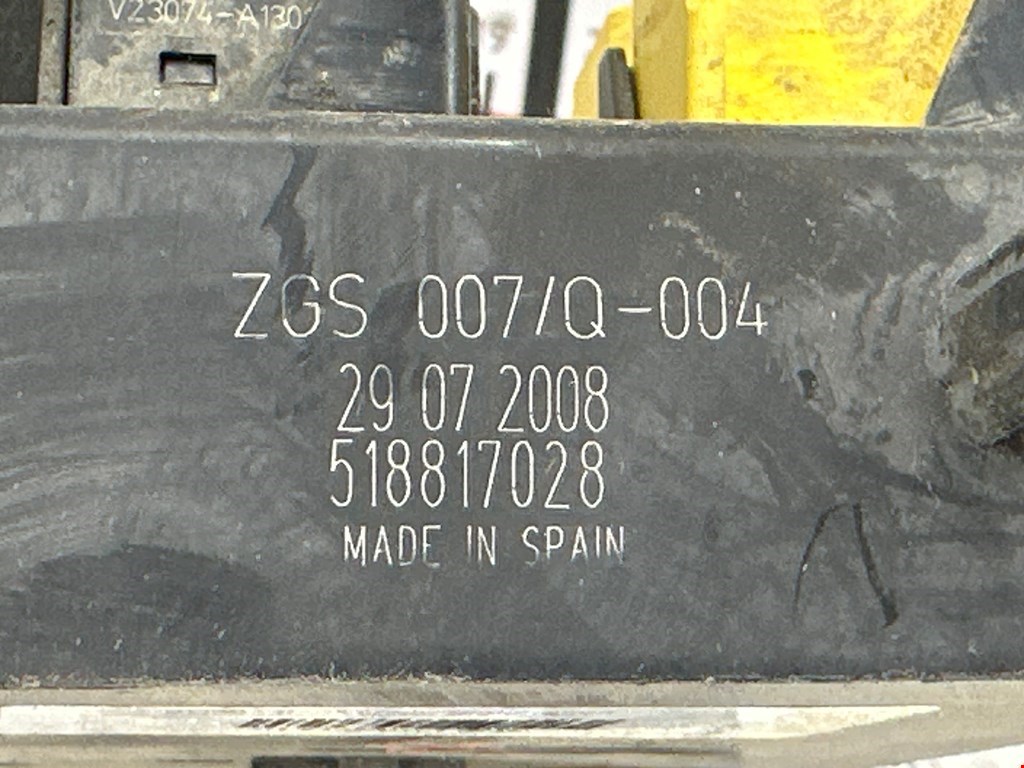 V23074-A130
ZGS 007/Q-004
29 07 2008
518817028
MADE IN SPAIN